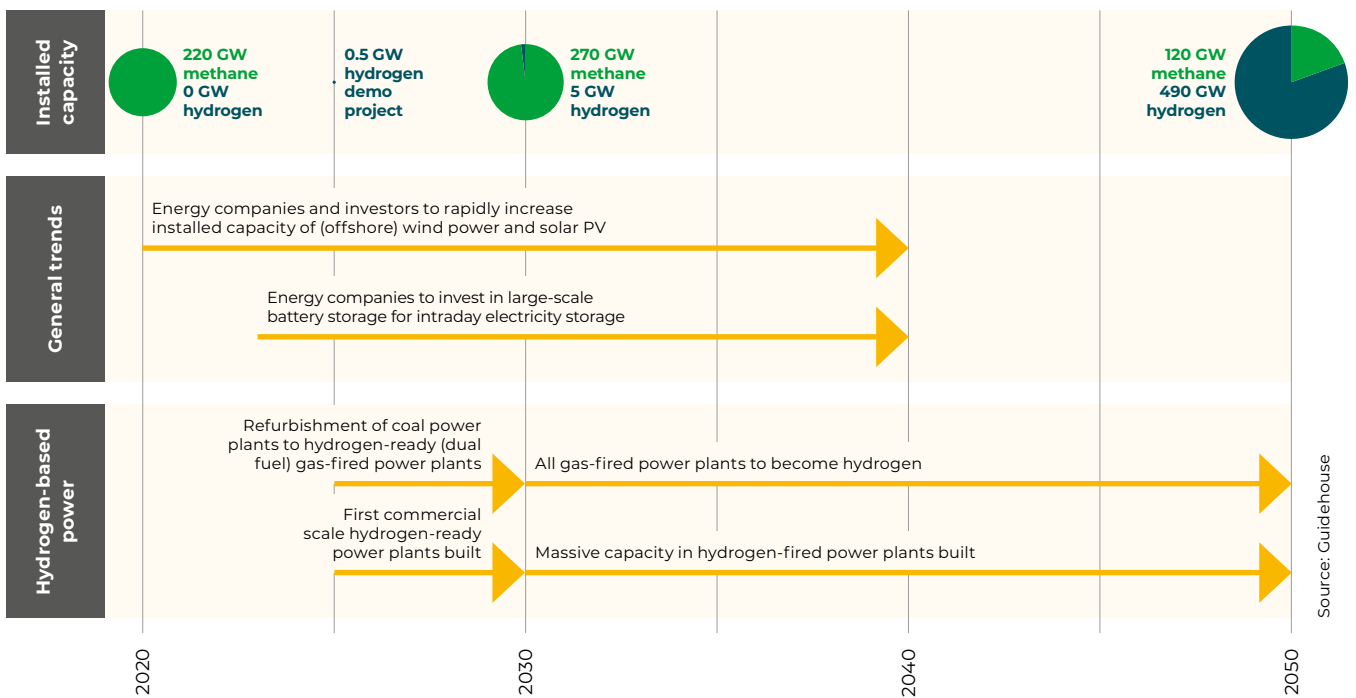 Installed
capacity
220 GW
methane
0 GW
hydrogen
0.5 GW
hydrogen
demo
project
270 GW
methane
5 GW
hydrogen
120 GW
methane
490 GW
hydrogen
General trends
Energy companies and investors to rapidly increase
installed capacity of (offshore) wind power and solar PV
Energy companies to invest in large-scale
battery storage for intraday electricity storage
Hydrogen-based
power
Refurbishment of coal power
plants to hydrogen-ready (dual
fuel) gas-fired power plants
All gas-fired power plants to become hydrogen
First commercial
scale hydrogen-ready
power plants built
Massive capacity in hydrogen-fired power plants built
Source: Guidehouse
2020
2030
2040
2050